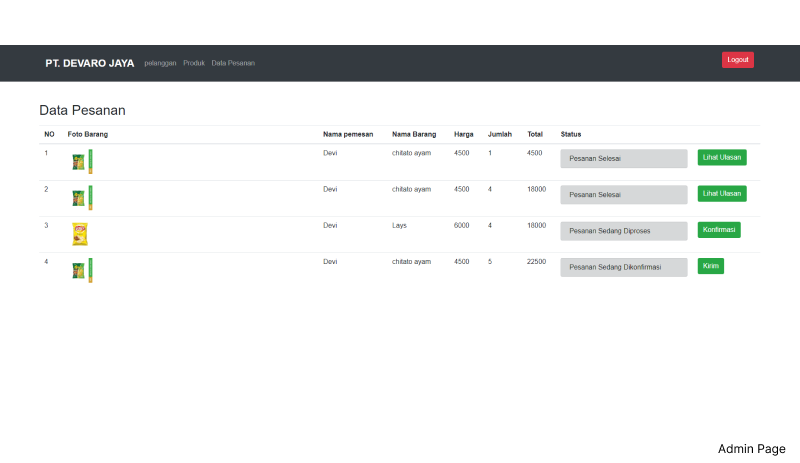 PT. DEVARO JAYA pelanggan Produk Data Pesanan Logout
Data Pesanan
NO Foto Barang Nama pemesan Nama Barang Harga Jumlah Total Status
1 Devi chitato ayam 4500 1 4500 Pesanan Selesai Lihat Ulasan
2 Devi chitato ayam 4500 4 18000 Pesanan Selesai Lihat Ulasan
3 Devi Lays 6000 4 18000 Pesanan Sedang Diproses Konfirmasi
4 Devi chitato ayam 4500 5 22500 Pesanan Sedang Dikonfirmasi Kirim
Admin Page